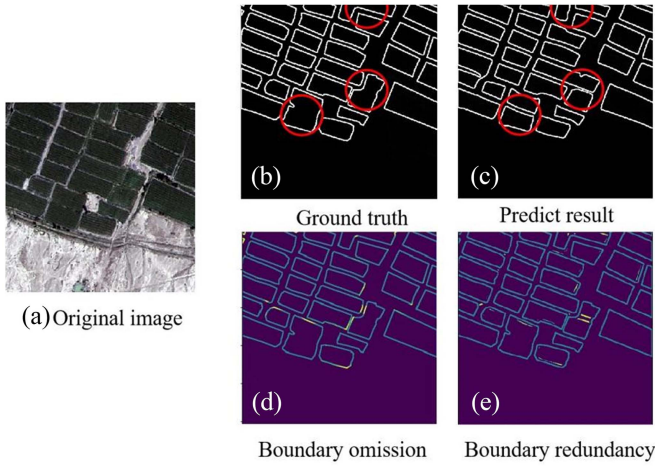 (b)
(c)
Ground truth
Predict result
(a) Original image
(d)
(e)
Boundary omission
Boundary redundancy